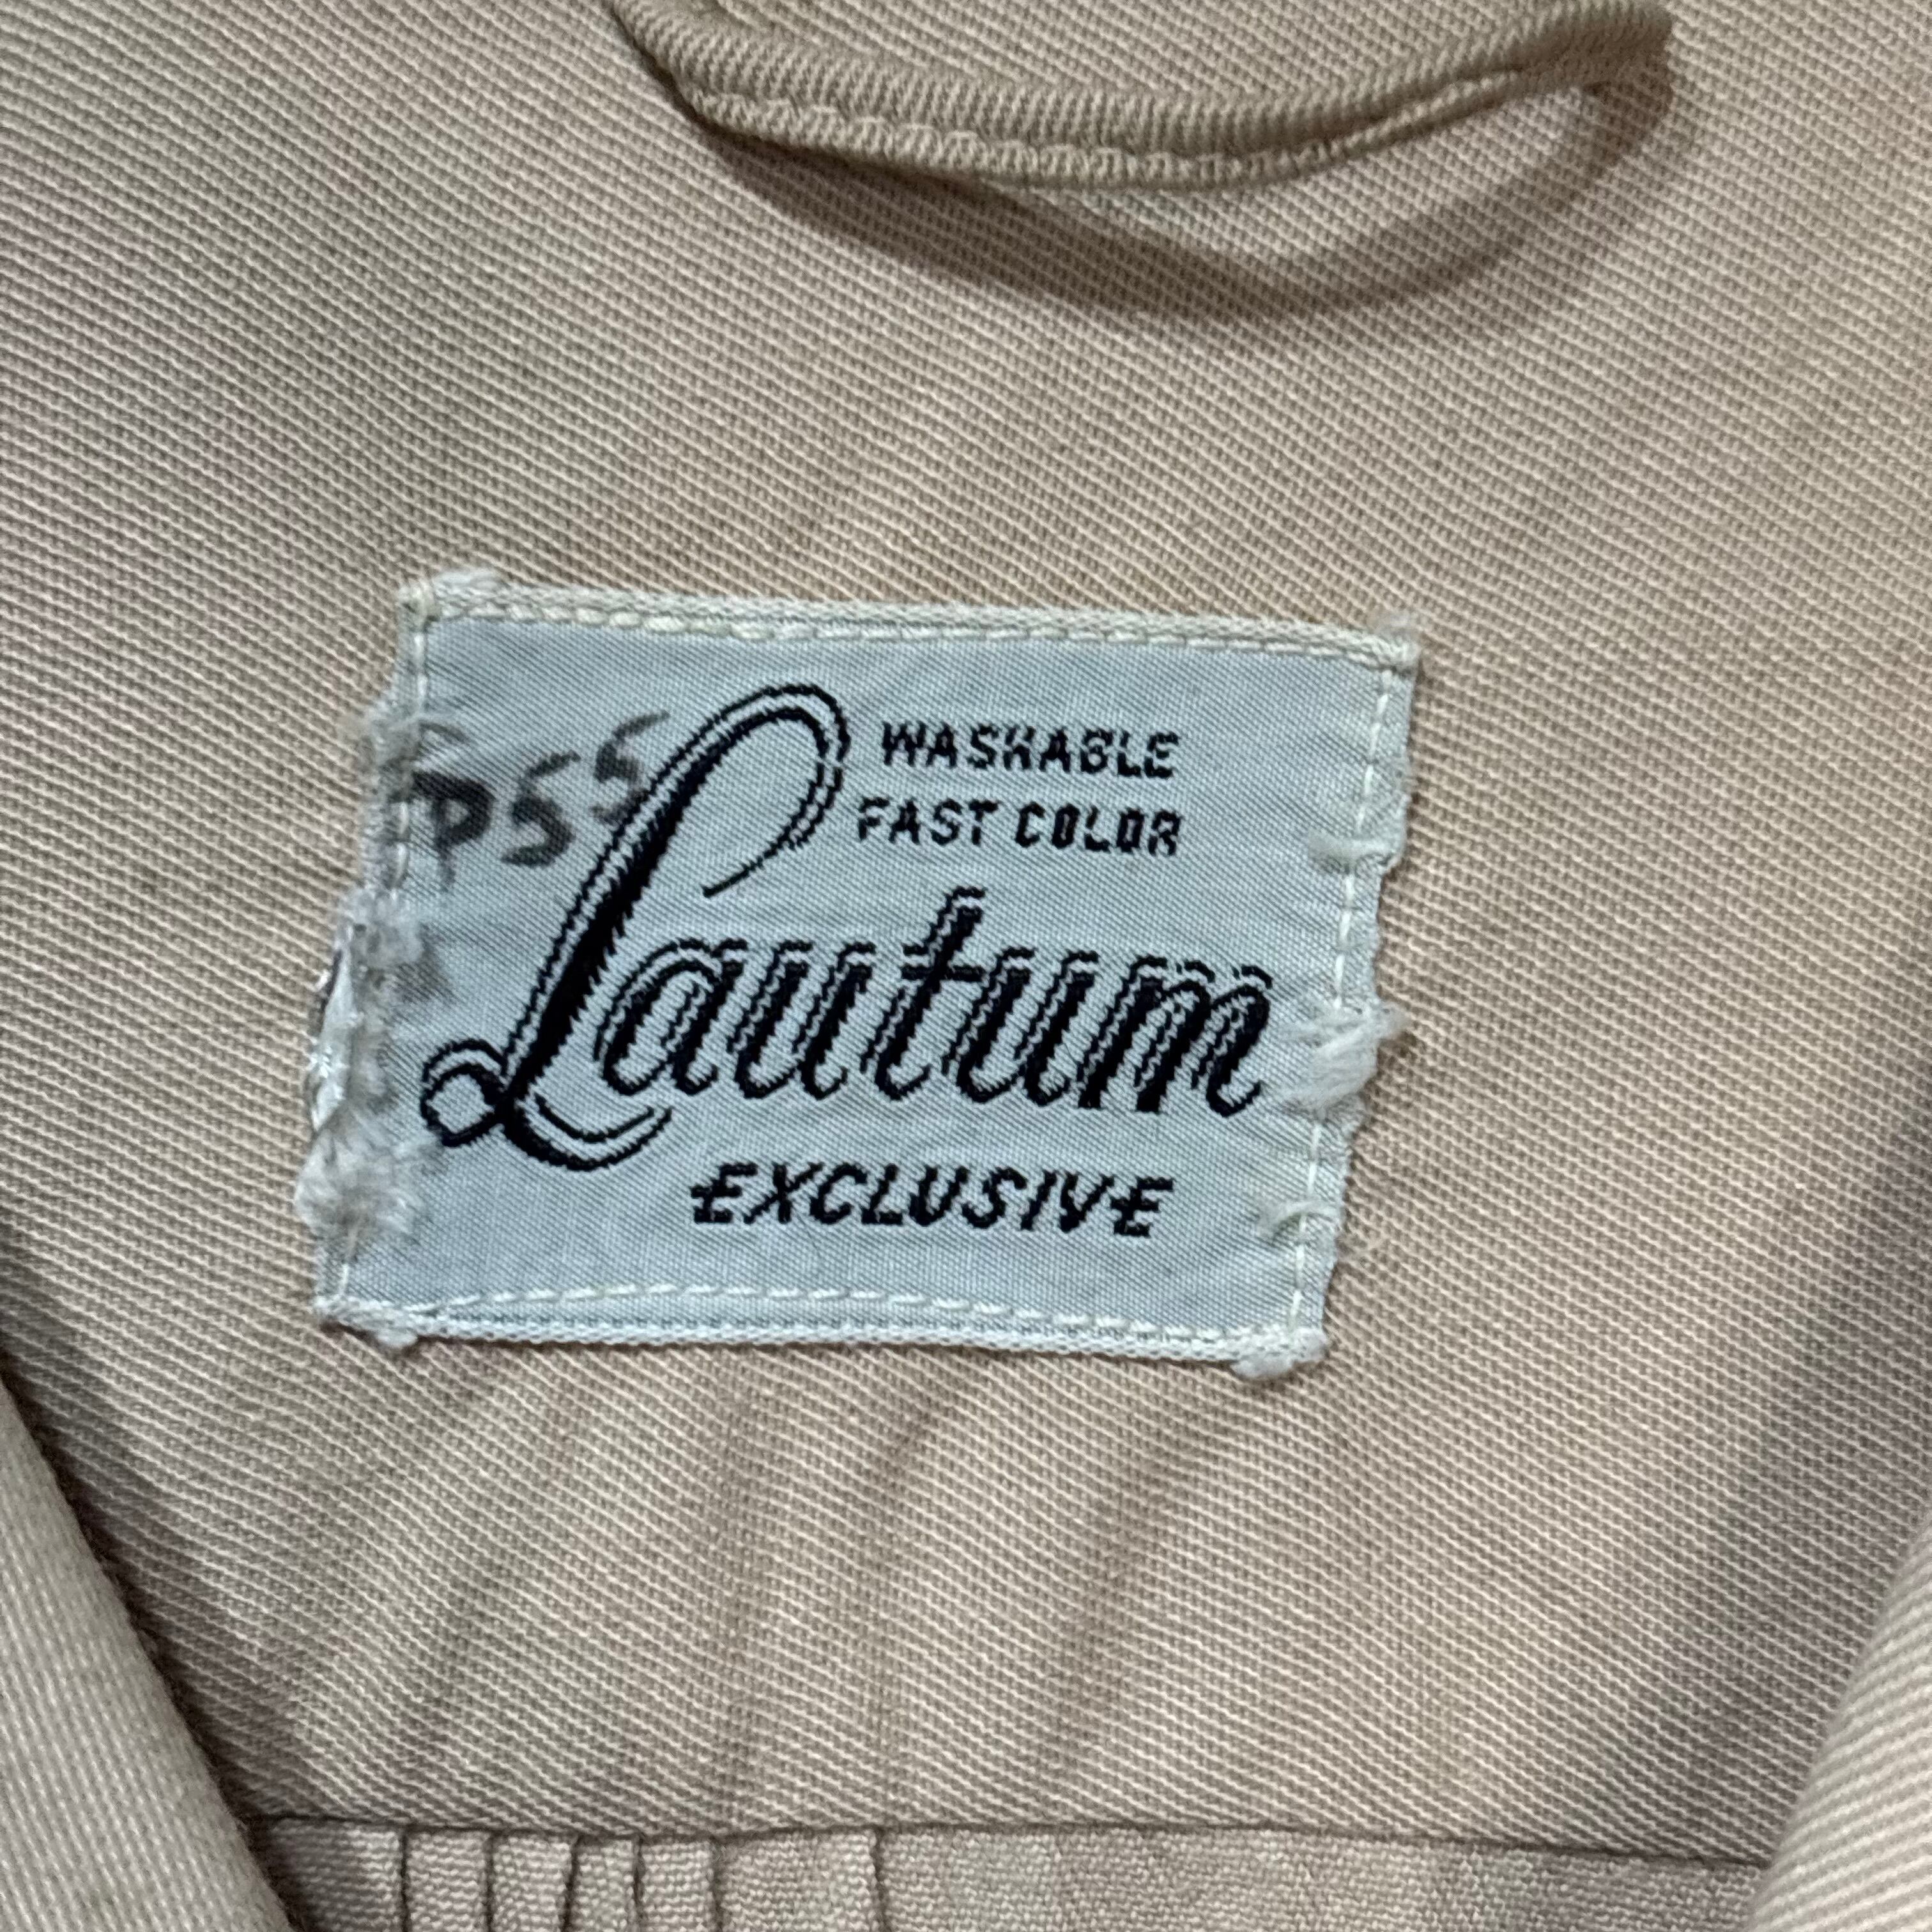 P55
WASHABLE
FAST COLOR
Lautum
EXCLUSIVE